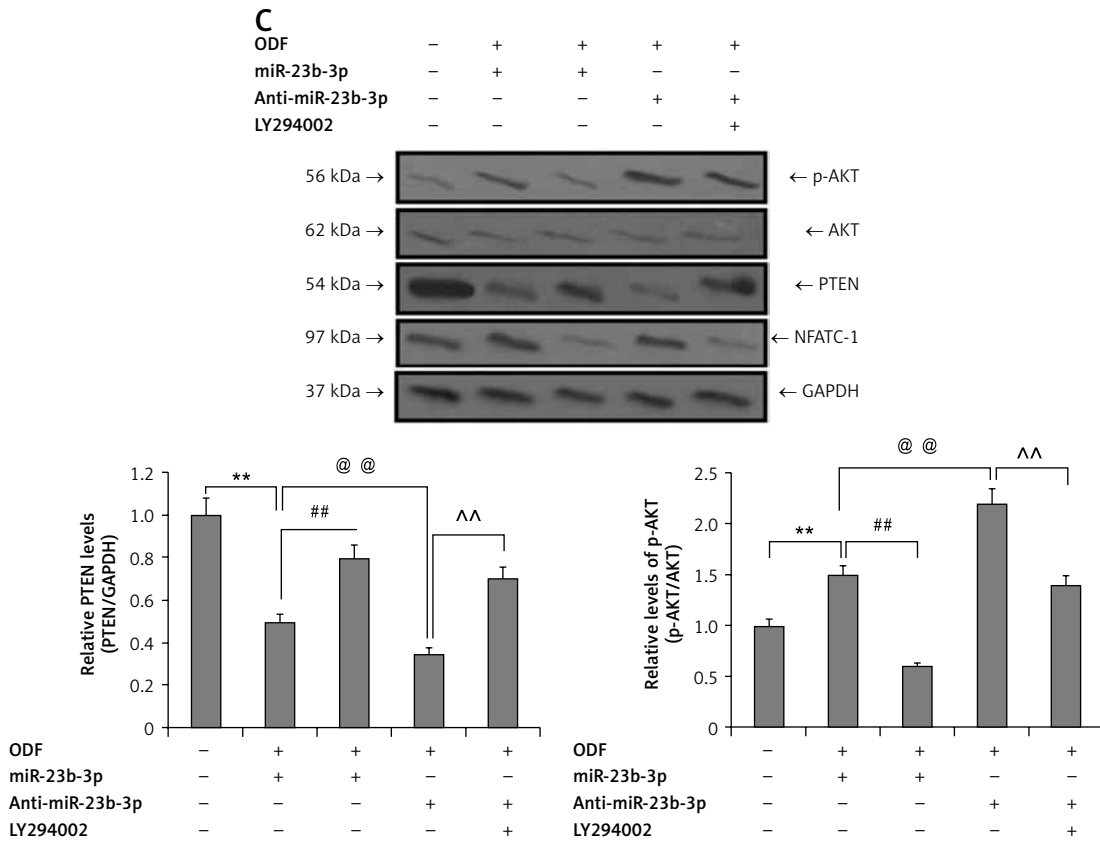 C
ODF – + + + +
miR-23b-3p – + + – –
Anti-miR-23b-3p – – – + +
LY294002 – – – – +
56 kDa → ← p-AKT
62 kDa → ← AKT
54 kDa → ← PTEN
97 kDa → ← NFATC-1
37 kDa → ← GAPDH
Relative PTEN levels
(PTEN/GAPDH)
1.2
1.0
0.8
0.6
0.4
0.2
0
** ## @ @ ^^
ODF – + + + +
miR-23b-3p – + + – –
Anti-miR-23b-3p – – – + +
LY294002 – – – – +
Relative levels of p-AKT
(p-AKT/AKT)
2.5
2.0
1.5
1.0
0.5
0
** ## @ @ ^^
ODF – + + + +
miR-23b-3p – + + – –
Anti-miR-23b-3p – – – + +
LY294002 – – – – +